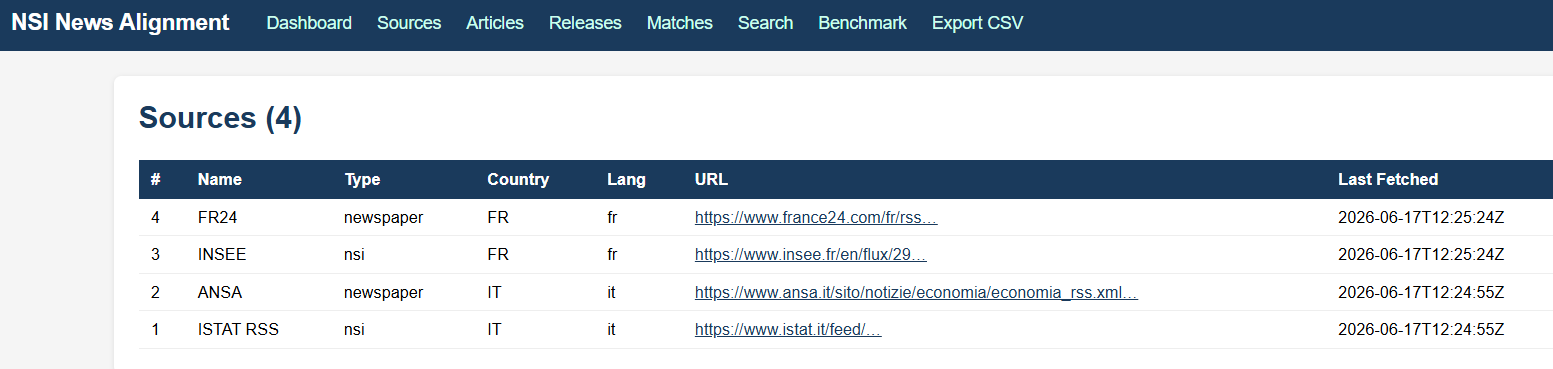 NSI News Alignment Dashboard Sources Articles Releases Matches Search Benchmark Export CSV
Sources (4)
# Name Type Country Lang URL Last Fetched
4 FR24 newspaper FR fr https://www.france24.com/fr/rss… 2026-06-17T12:25:24Z
3 INSEE nsi FR fr https://www.insee.fr/en/flux/29… 2026-06-17T12:25:24Z
2 ANSA newspaper IT it https://www.ansa.it/sito/notizie/economia/economia_rss.xml… 2026-06-17T12:24:55Z
1 ISTAT RSS nsi IT it https://www.istat.it/feed/… 2026-06-17T12:24:55Z